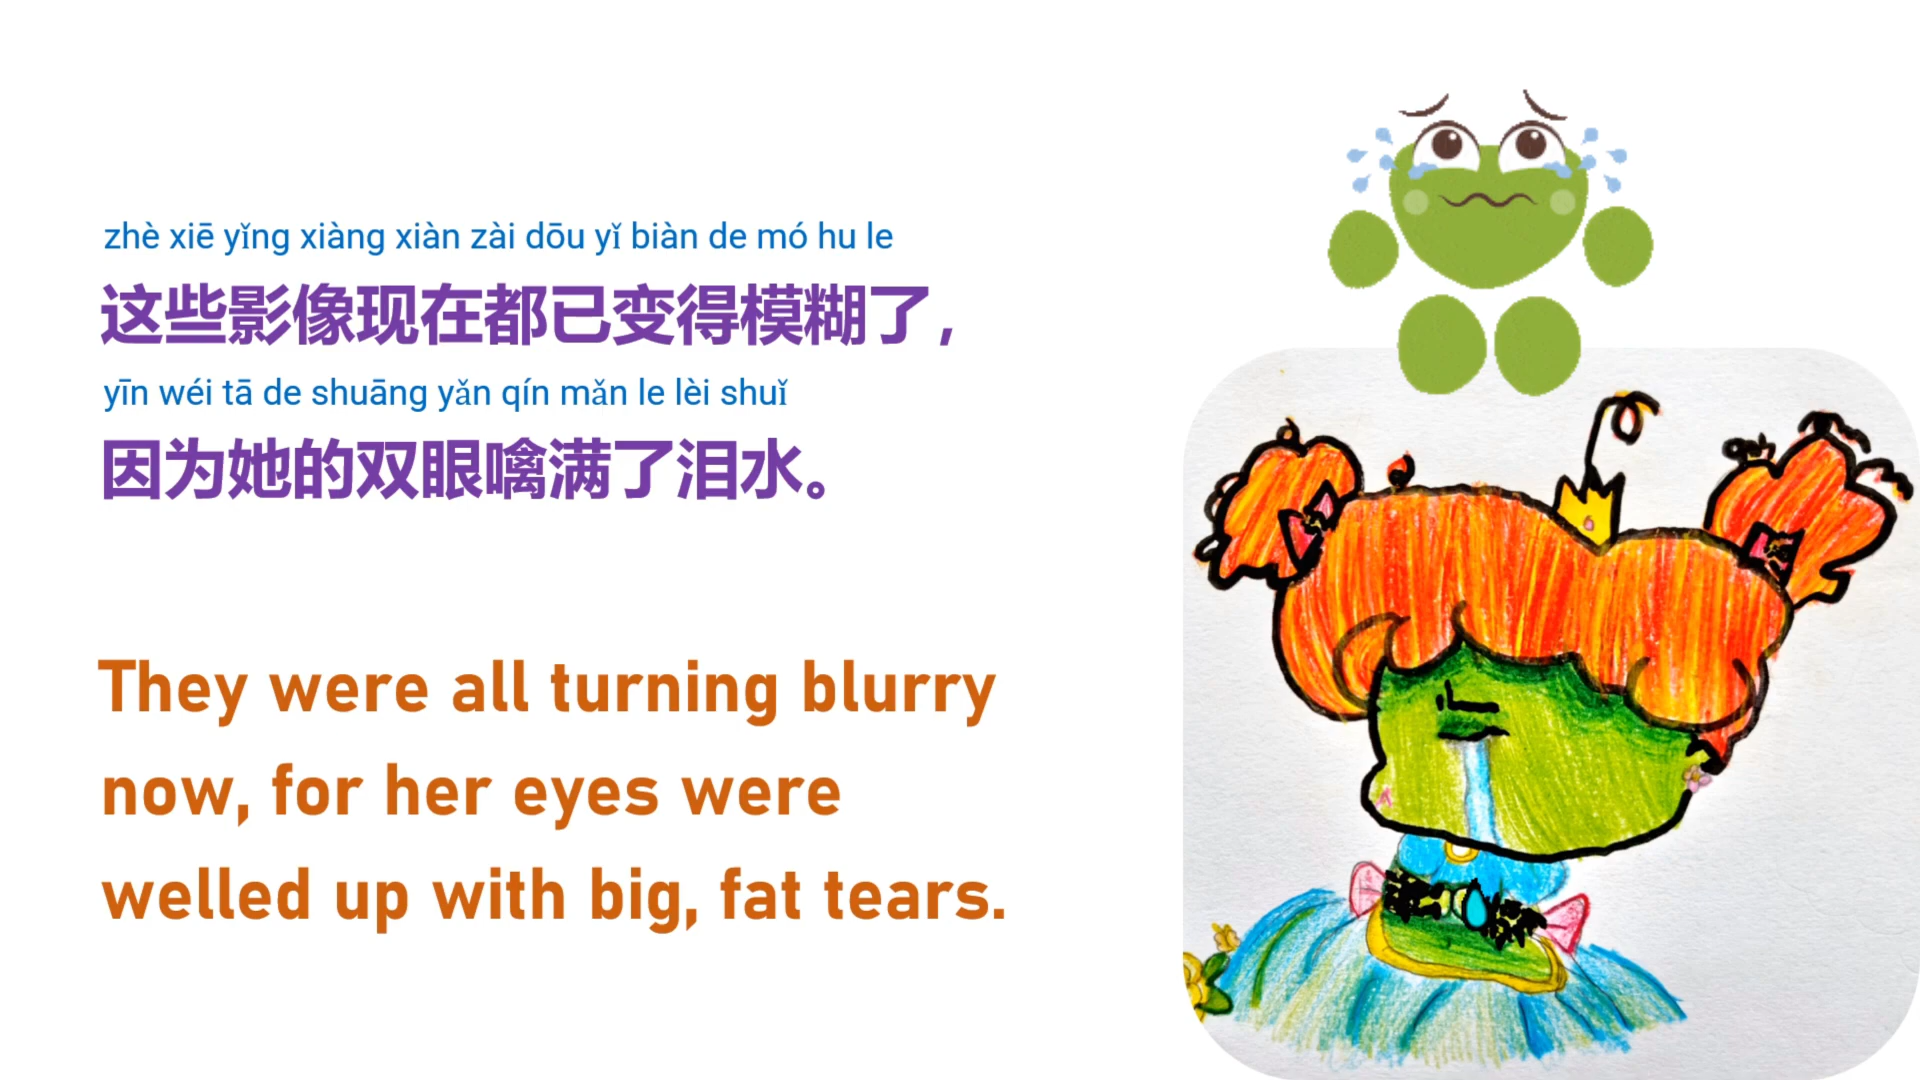 zhè xiē yǐng xiàng xiàn zài dōu yǐ biàn de mó hu le
这些影像现在都已变得模糊了，
yīn wéi tā de shuāng yǎn qín mǎn le lèi shuǐ
因为她的双眼噙满了泪水。
They were all turning blurry
now, for her eyes were
welled up with big, fat tears.